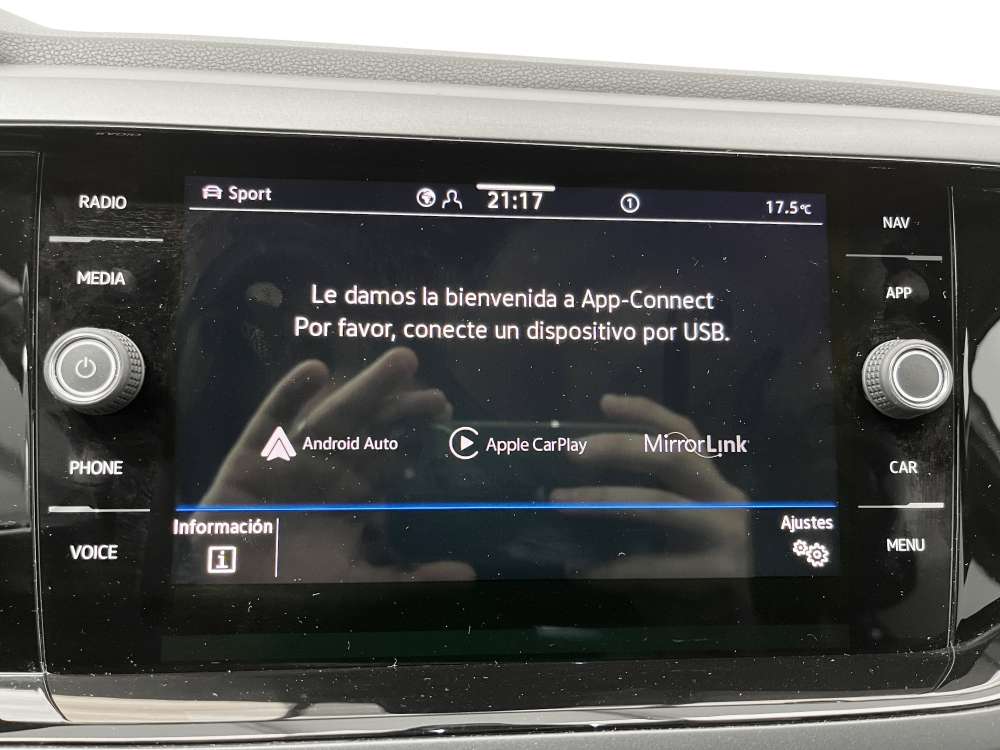 RADIO
MEDIA
PHONE
VOICE
Sport
21:17
1
17.5°C
Le damos la bienvenida a App-Connect
Por favor, conecte un dispositivo por USB.
Android Auto
Apple CarPlay
MirrorLink
Información
i
Ajustes
NAV
APP
CAR
MENU